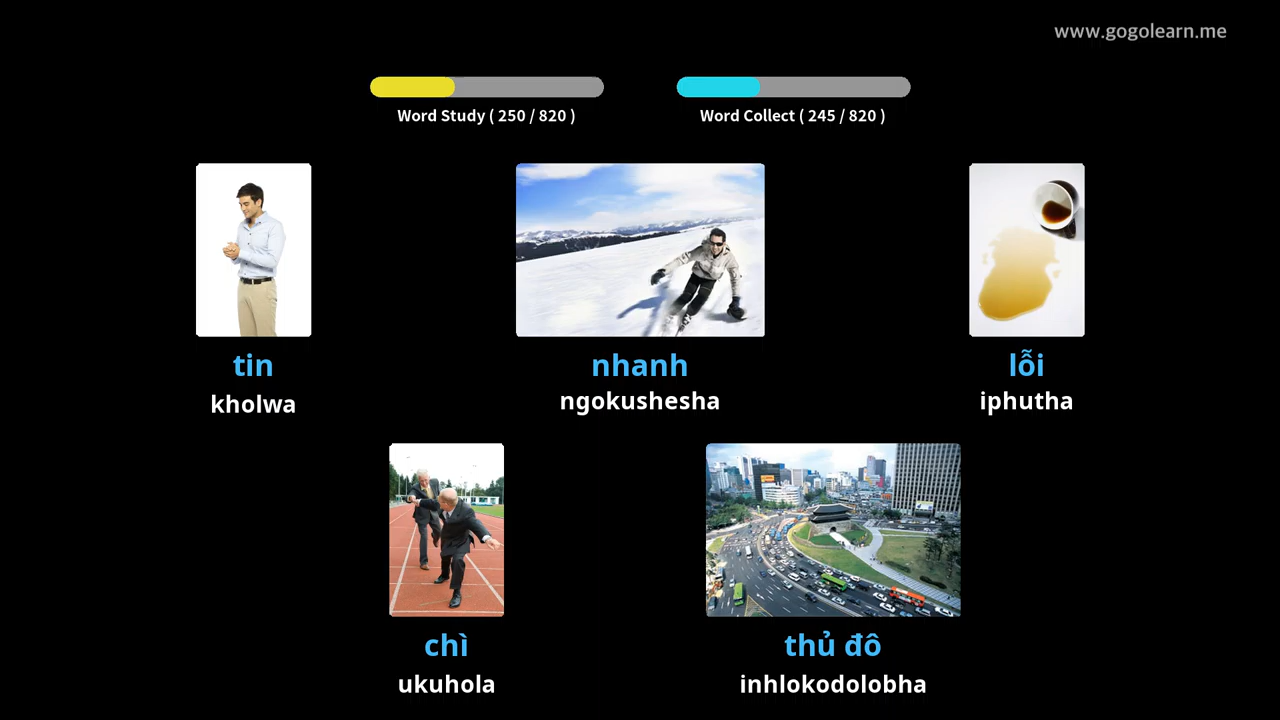 www.gogolearn.me
Word Study ( 250 / 820 )
Word Collect ( 245 / 820 )
tin
kholwa
nhanh
ngokushesha
lỗi
iphutha
chì
ukuhola
thủ đô
inhlokodolobha